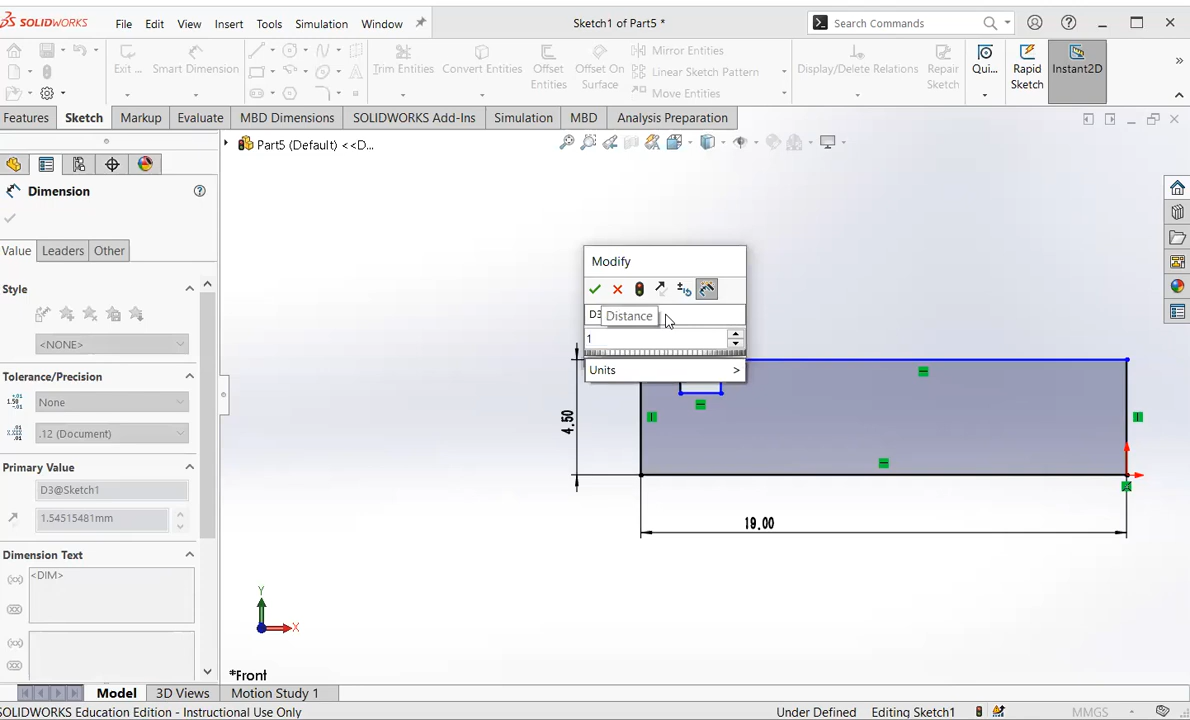 SOLIDWORKS
File Edit View Insert Tools Simulation Window
Sketch1 of Part5 *
Search Commands
Exit ...
Smart Dimension
Trim Entities
Convert Entities
Offset Entities
Offset On Surface
Mirror Entities
Linear Sketch Pattern
Move Entities
Display/Delete Relations
Repair Sketch
Qui...
Rapid Sketch
Instant2D
Features Sketch Markup Evaluate MBD Dimensions SOLIDWORKS Add-Ins Simulation MBD Analysis Preparation
Part5 (Default) <<D...
Dimension
Value Leaders Other
Style
<NONE>
Tolerance/Precision
None
.12 (Document)
Primary Value
D3@Sketch1
1.54515481mm
Dimension Text
<DIM>
Modify
D3
Distance
1
Units >
4.50
19.00
Y
X
*Front
Model 3D Views Motion Study 1
SOLIDWORKS Education Edition - Instructional Use Only
Under Defined Editing Sketch1 MMGS